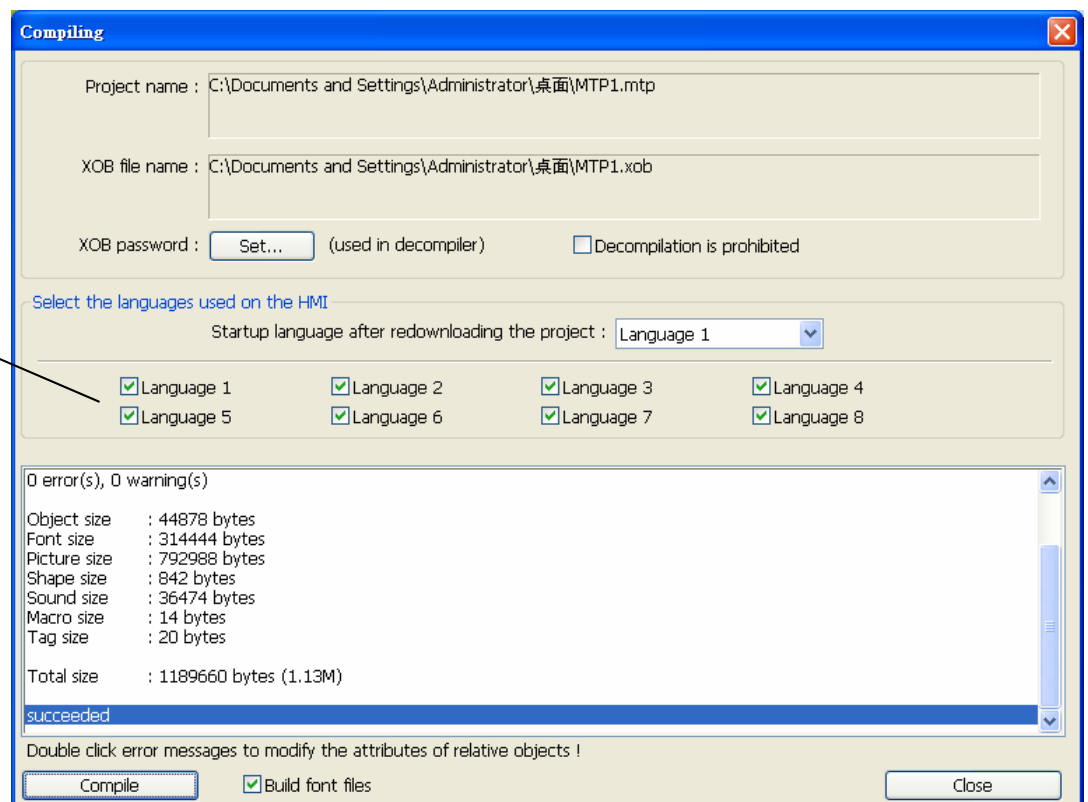 Compiling
Project name : C:\Documents and Settings\Administrator\桌面\MTP1.mtp
XOB file name : C:\Documents and Settings\Administrator\桌面\MTP1.xob
XOB password : Set... (used in decompiler) Decompilation is prohibited
Select the languages used on the HMI
Startup language after redownloading the project : Language 1
Language 1 Language 2 Language 3 Language 4
Language 5 Language 6 Language 7 Language 8
0 error(s), 0 warning(s)
Object size : 44878 bytes
Font size : 314444 bytes
Picture size : 792988 bytes
Shape size : 842 bytes
Sound size : 36474 bytes
Macro size : 14 bytes
Tag size : 20 bytes
Total size : 1189660 bytes (1.13M)
succeeded
Double click error messages to modify the attributes of relative objects !
Compile Build font files Close